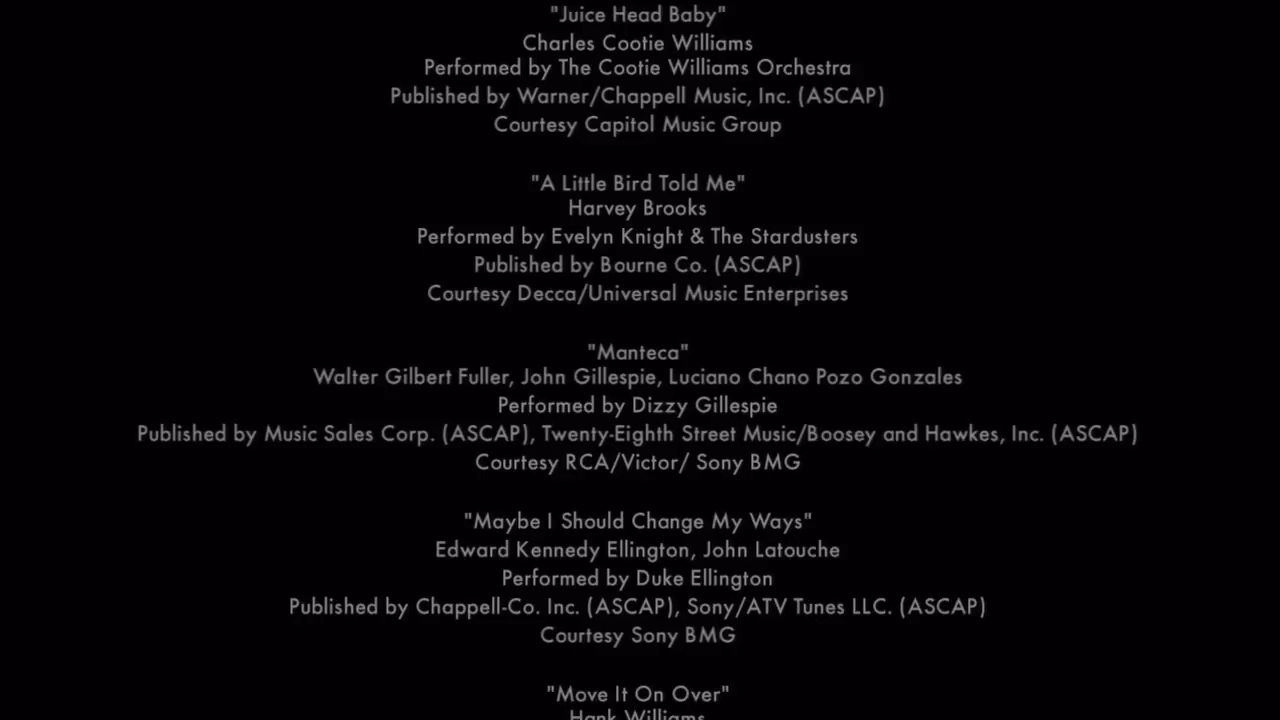 "Juice Head Baby"
Charles Cootie Williams
Performed by The Cootie Williams Orchestra
Published by Warner/Chappell Music, Inc. (ASCAP)
Courtesy Capitol Music Group
"A Little Bird Told Me"
Harvey Brooks
Performed by Evelyn Knight & The Stardusters
Published by Bourne Co. (ASCAP)
Courtesy Decca/Universal Music Enterprises
"Manteca"
Walter Gilbert Fuller, John Gillespie, Luciano Chano Pozo Gonzales
Performed by Dizzy Gillespie
Published by Music Sales Corp. (ASCAP), Twenty-Eighth Street Music/Boosey and Hawkes, Inc. (ASCAP)
Courtesy RCA/Victor/ Sony BMG
"Maybe I Should Change My Ways"
Edward Kennedy Ellington, John Latouche
Performed by Duke Ellington
Published by Chappell-Co. Inc. (ASCAP), Sony/ATV Tunes LLC. (ASCAP)
Courtesy Sony BMG
"Move It On Over"
Hank Williams